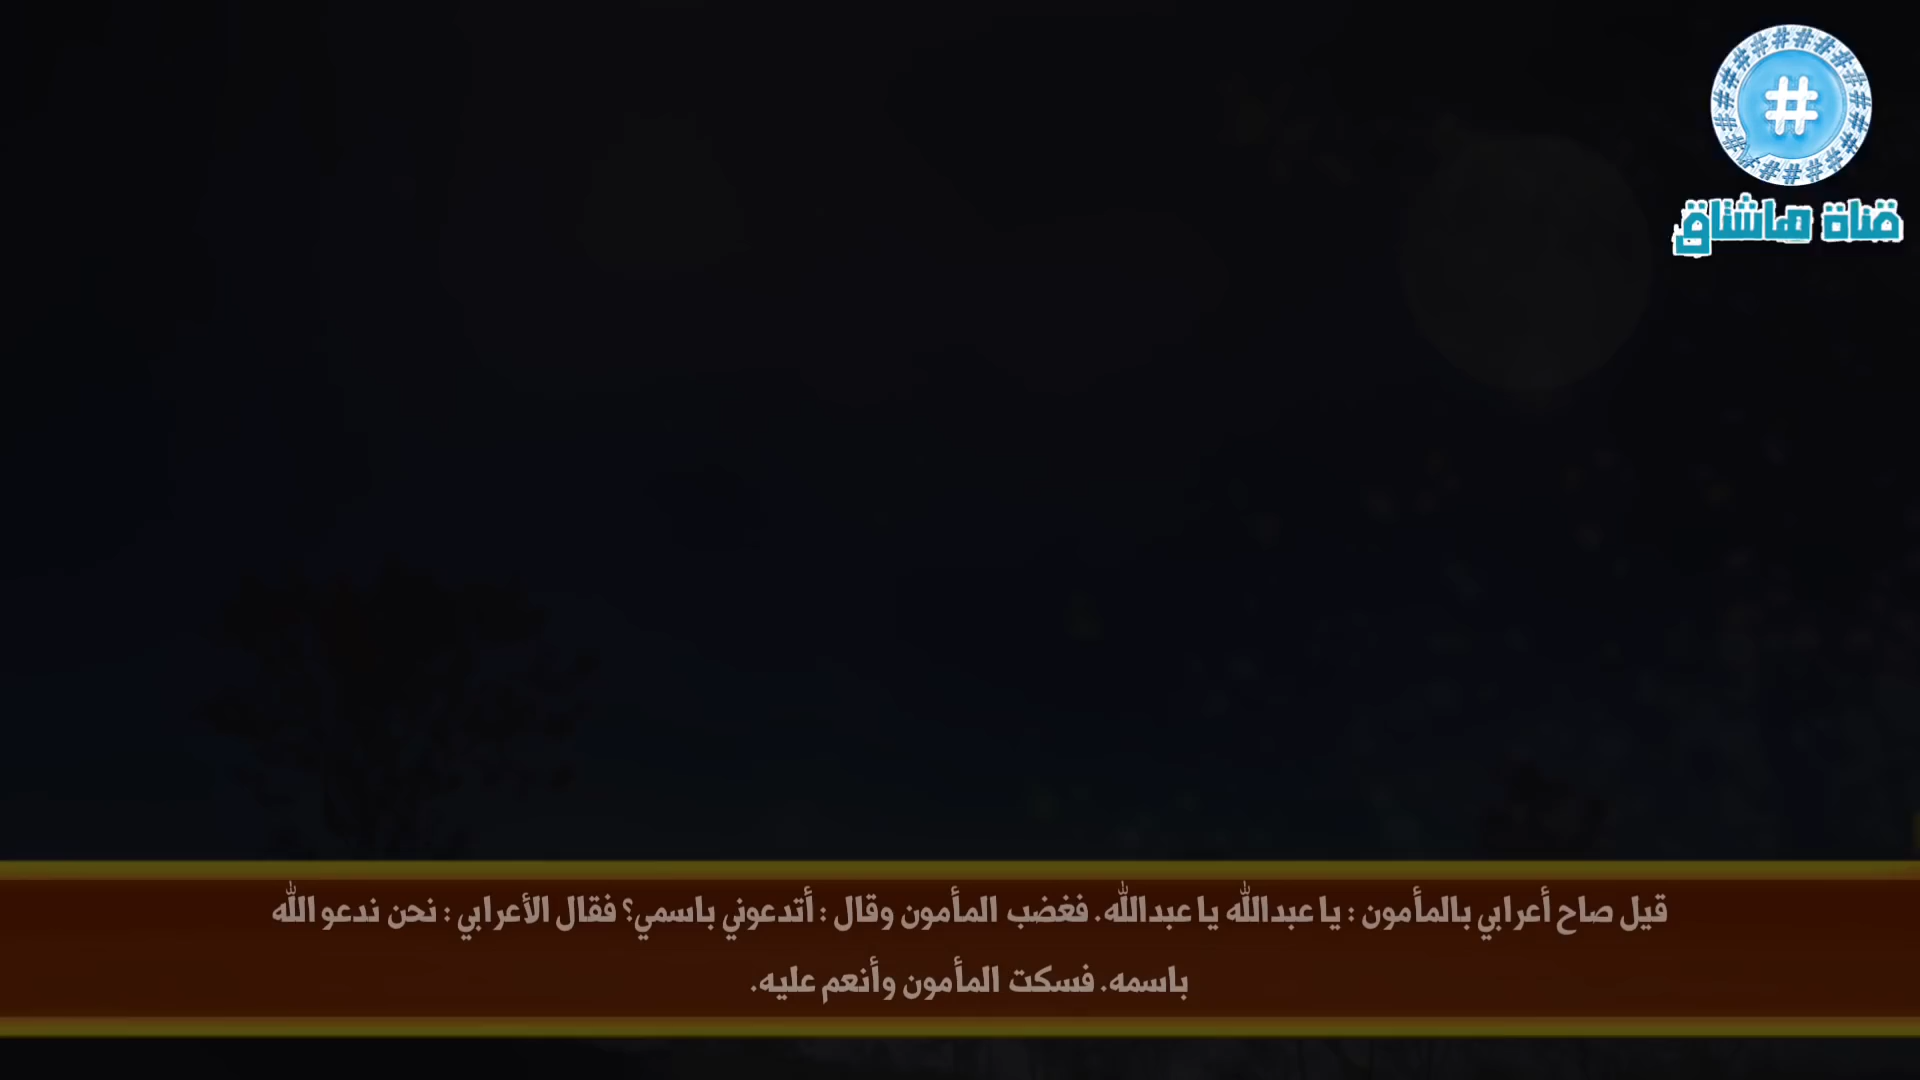 #
قناة هاشتاق
قيل صاح أعرابي بالمأمون : يا عبدالله يا عبدالله. فغضب المأمون وقال : أتدعوني باسمي؟ فقال الأعرابي : نحن ندعو الله
باسمه. فسكت المأمون وأنعم عليه.